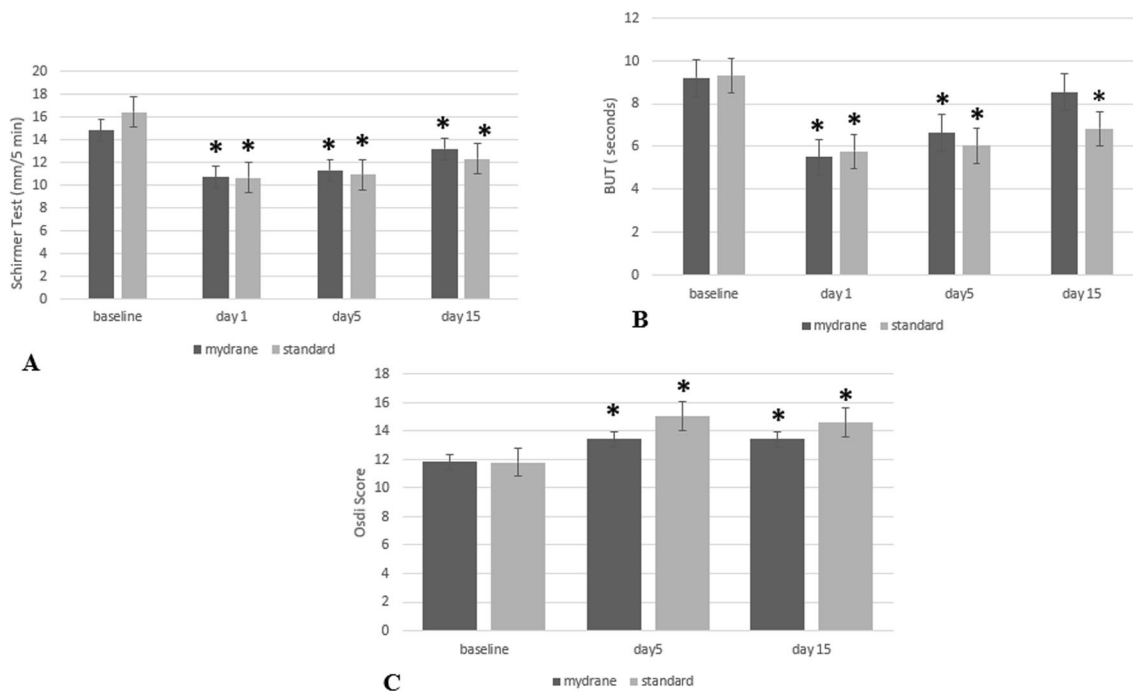 20
18
16
14
12
10
8
6
4
2
0
Schirmer Test (mm/5 min)
* * * * * *
baseline day 1 day5 day 15
mydrane standard
A
12
10
8
6
4
2
0
BUT ( seconds)
* * * * *
baseline day 1 day5 day 15
mydrane standard
B
18
16
14
12
10
8
6
4
2
0
Osdi Score
* * * *
baseline day5 day 15
mydrane standard
C